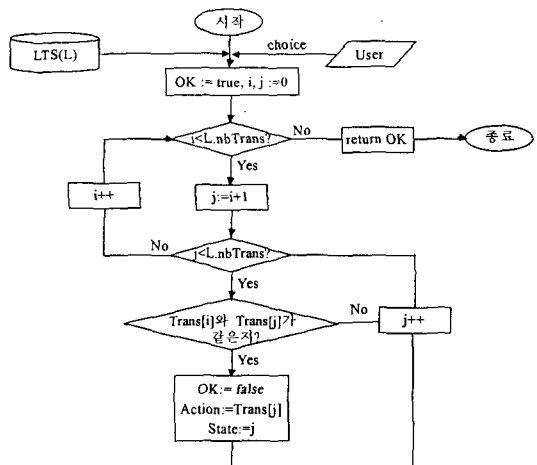 시작
choice
LTS(L)
User
OK := true, i, j :=0
i<L.nbTrans?
No
return OK
종료
Yes
i++
j:=i+1
No
j<L.nbTrans?
Yes
Trans[i]와 Trans[j]가
같은지?
No
j++
Yes
OK:= false
Action:=Trans[j]
State:=j